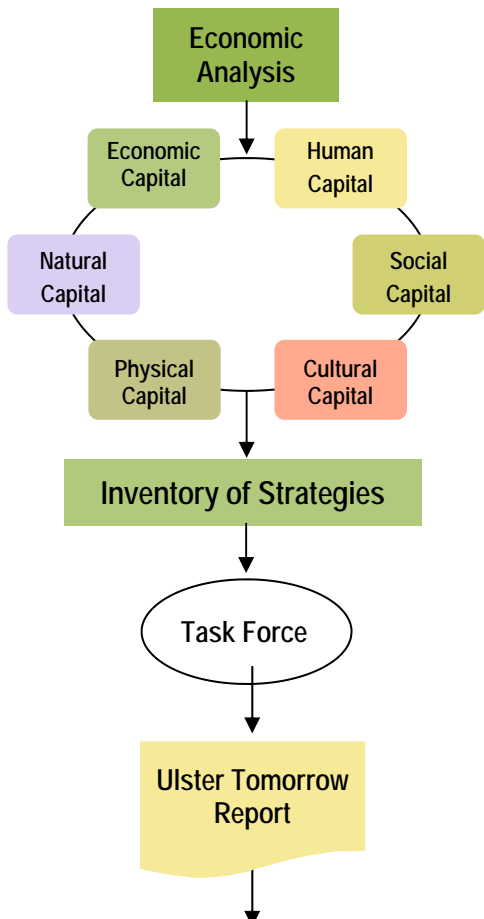 Economic
Analysis
Economic
Capital
Human
Capital
Natural
Capital
Social
Capital
Physical
Capital
Cultural
Capital
Inventory of Strategies
Task Force
Ulster Tomorrow
Report